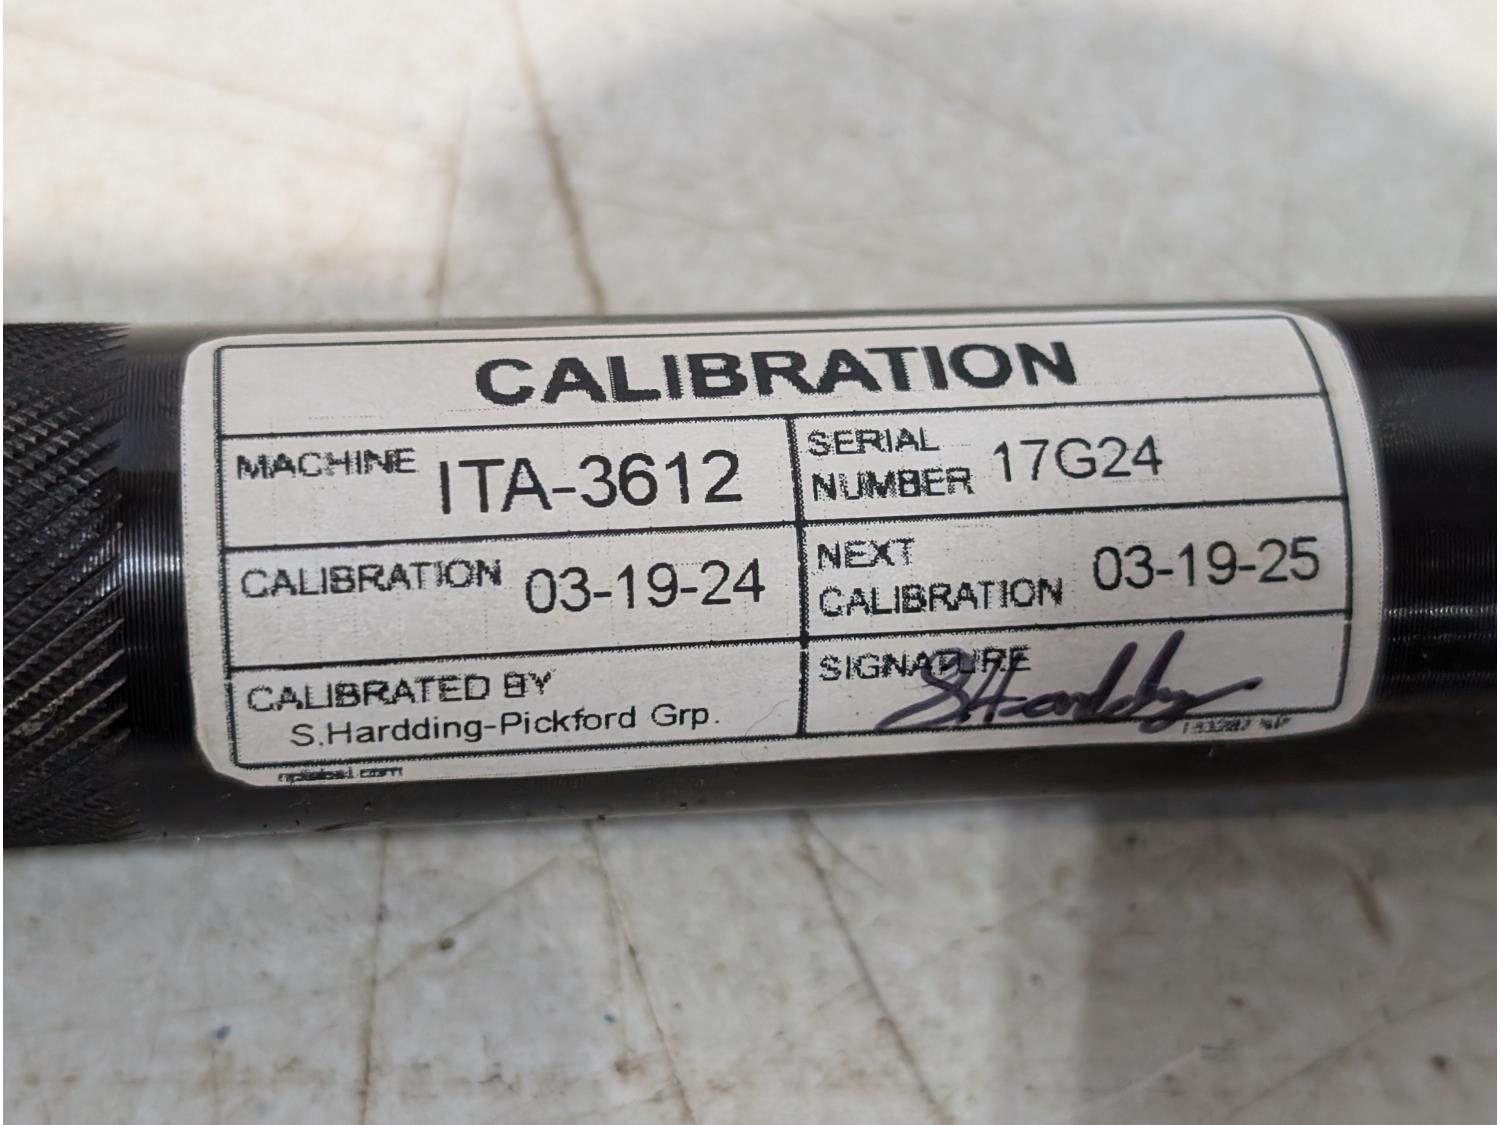 CALIBRATION
MACHINE ITA-3612
SERIAL
NUMBER 17G24
CALIBRATION 03-19-24
NEXT
CALIBRATION 03-19-25
CALIBRATED BY
S.Hardding-Pickford Grp.
SIGNATURE
S.Hardding